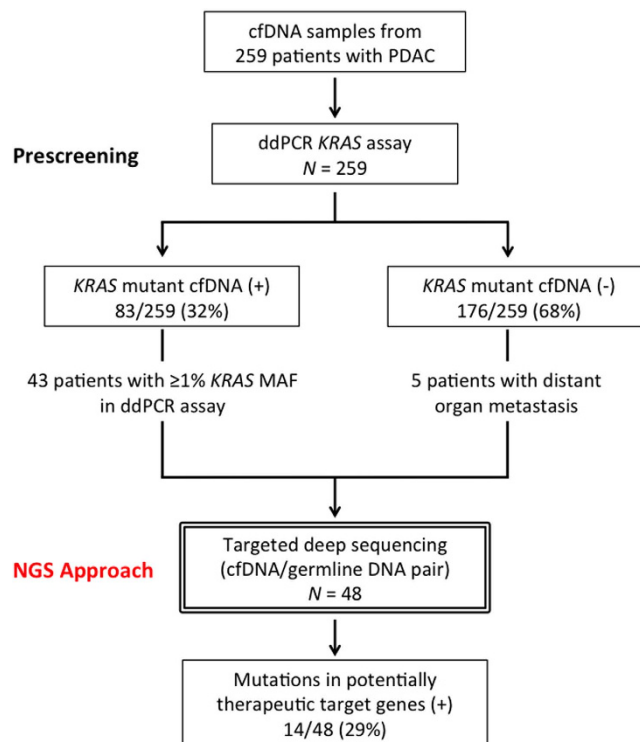 cfDNA samples from
259 patients with PDAC
Prescreening
ddPCR KRAS assay
N = 259
KRAS mutant cfDNA (+)
83/259 (32%)
KRAS mutant cfDNA (-)
176/259 (68%)
43 patients with ≥1% KRAS MAF
in ddPCR assay
5 patients with distant
organ metastasis
NGS Approach
Targeted deep sequencing
(cfDNA/germline DNA pair)
N = 48
Mutations in potentially
therapeutic target genes (+)
14/48 (29%)